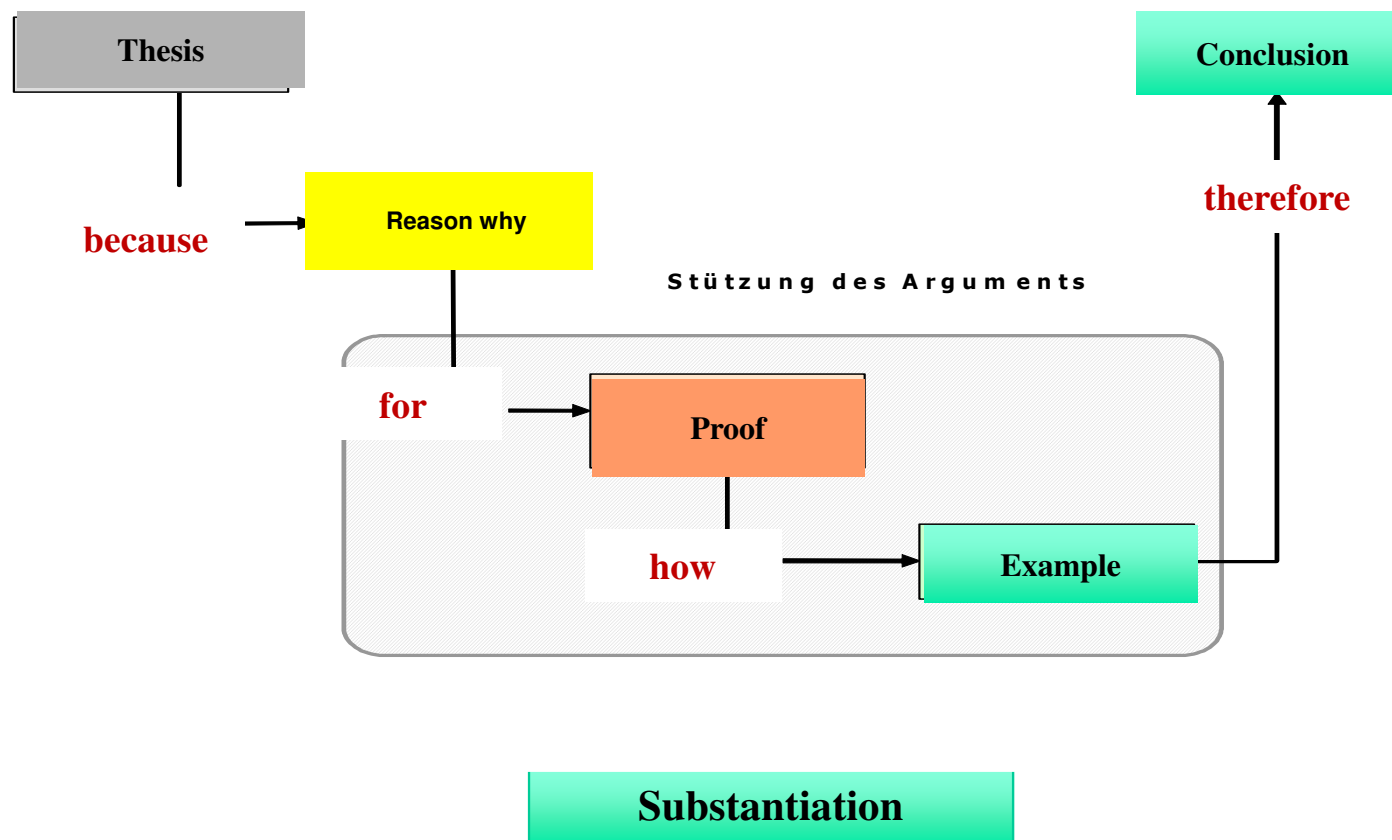 Thesis
Conclusion
therefore
because
Reason why
Stützung des Arguments
for
Proof
how
Example
Substantiation